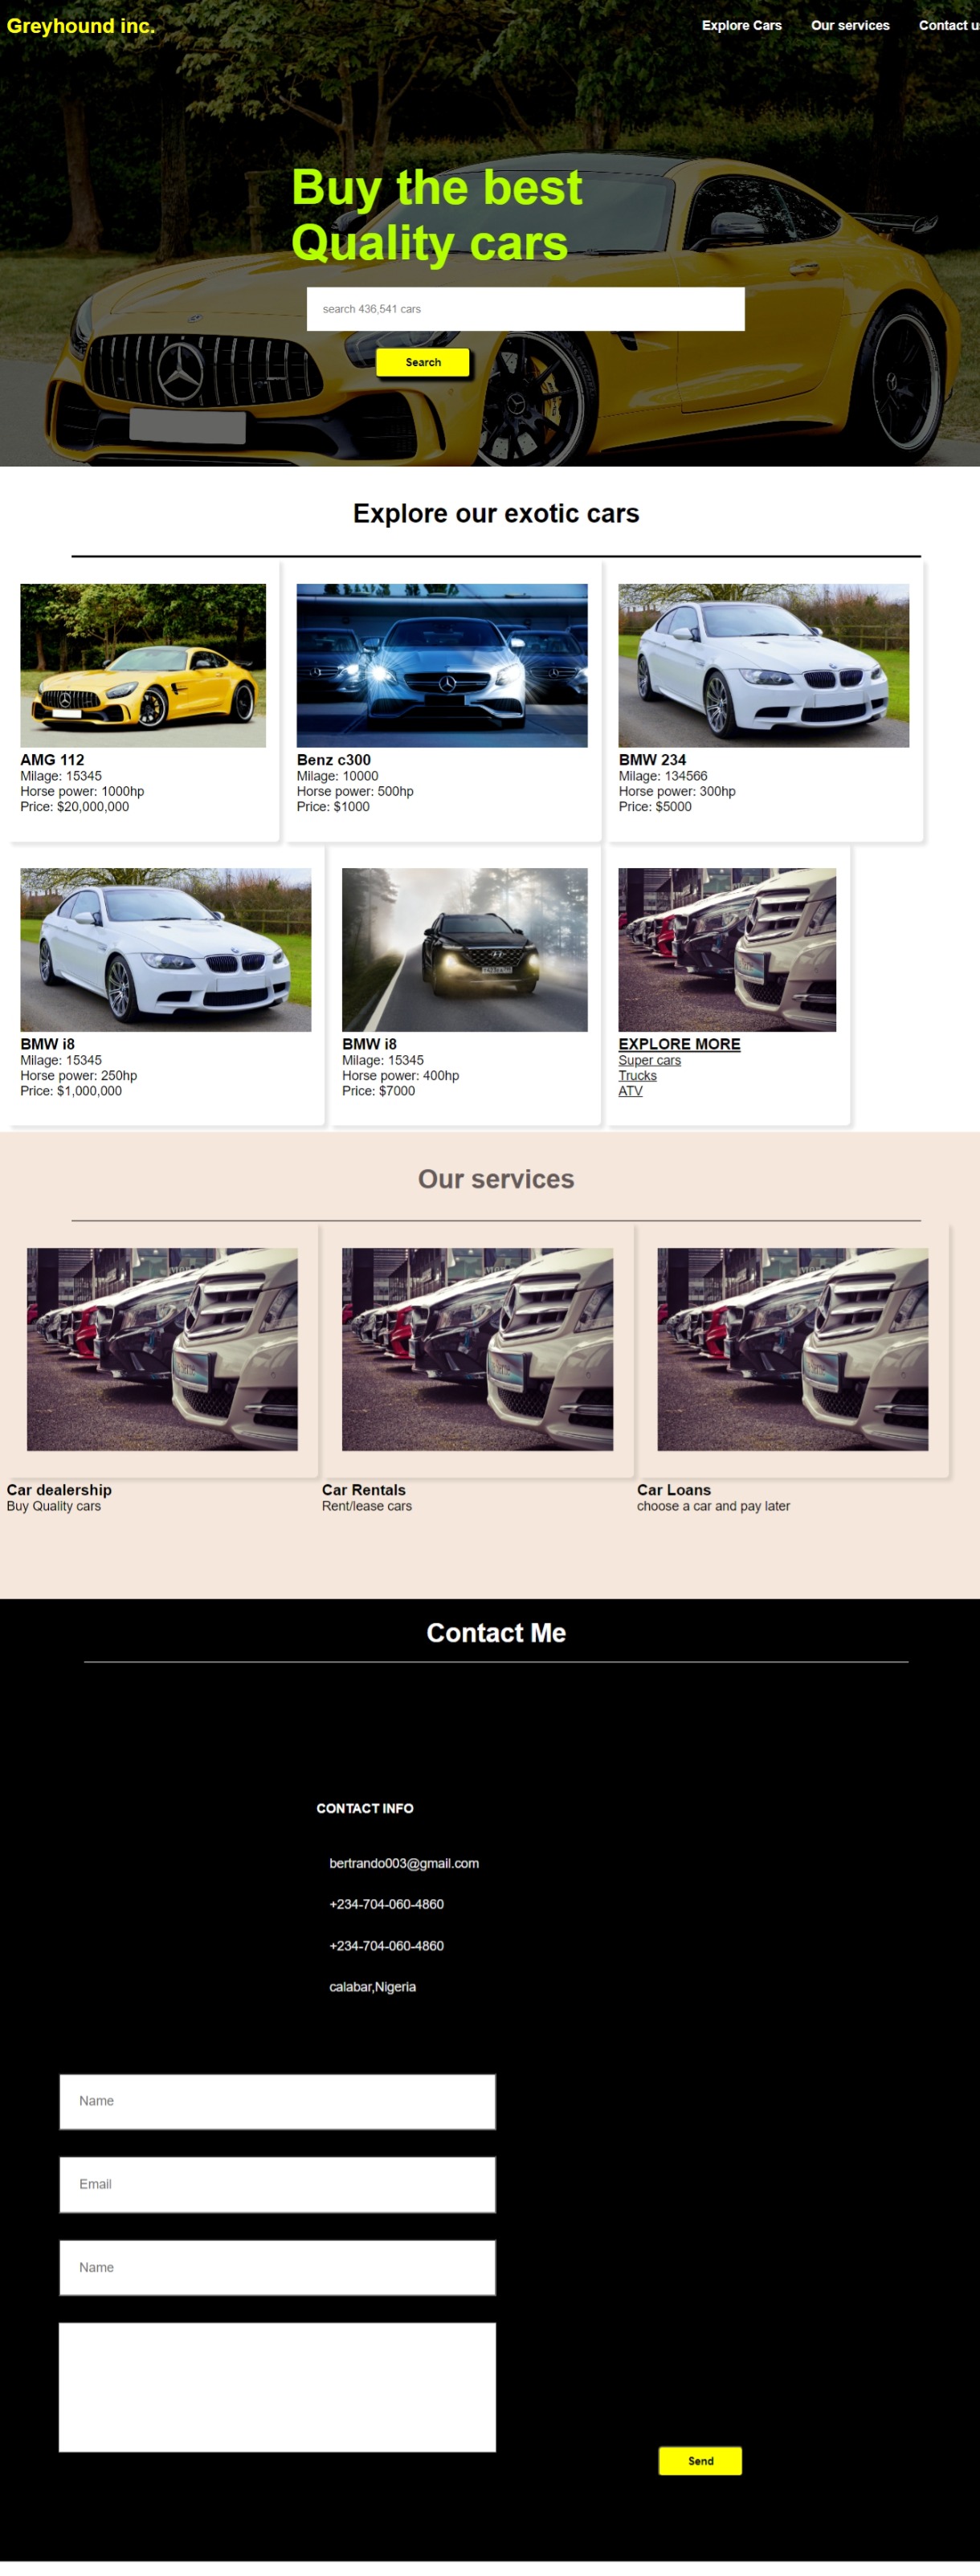 Greyhound inc.
Explore Cars Our services Contact u
Buy the best
Quality cars
search 436,541 cars
Search
Explore our exotic cars
AMG 112
Milage: 15345
Horse power: 1000hp
Price: $20,000,000
Benz c300
Milage: 10000
Horse power: 500hp
Price: $1000
BMW 234
Milage: 134566
Horse power: 300hp
Price: $5000
BMW i8
Milage: 15345
Horse power: 250hp
Price: $1,000,000
BMW i8
Milage: 15345
Horse power: 400hp
Price: $7000
EXPLORE MORE
Super cars
Trucks
ATV
Our services
Car dealership
Buy Quality cars
Car Rentals
Rent/lease cars
Car Loans
choose a car and pay later
Contact Me
CONTACT INFO
bertrando003@gmail.com
+234-704-060-4860
+234-704-060-4860
calabar,Nigeria
Name
Email
Name
Send